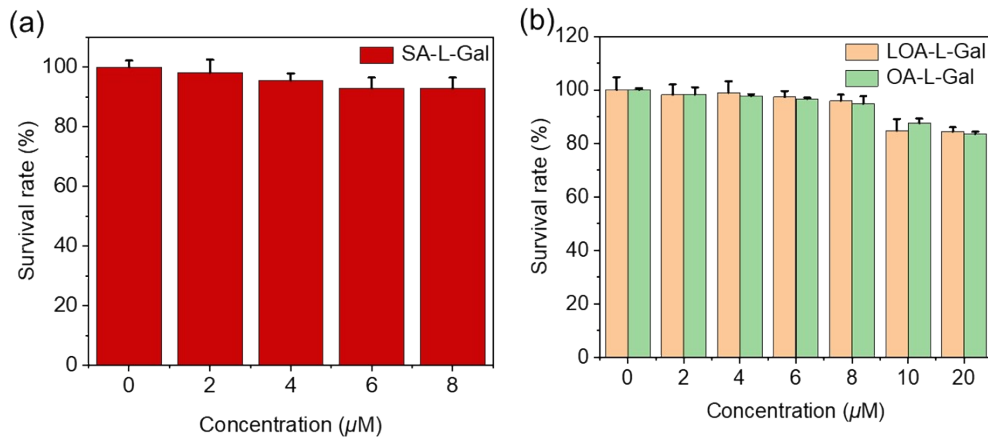 (a)
SA-L-Gal
100
80
60
40
20
0
Survival rate (%)
0 2 4 6 8
Concentration (µM)
(b)
LOA-L-Gal
OA-L-Gal
120
100
80
60
40
20
0
Survival rate (%)
0 2 4 6 8 10 20
Concentration (µM)